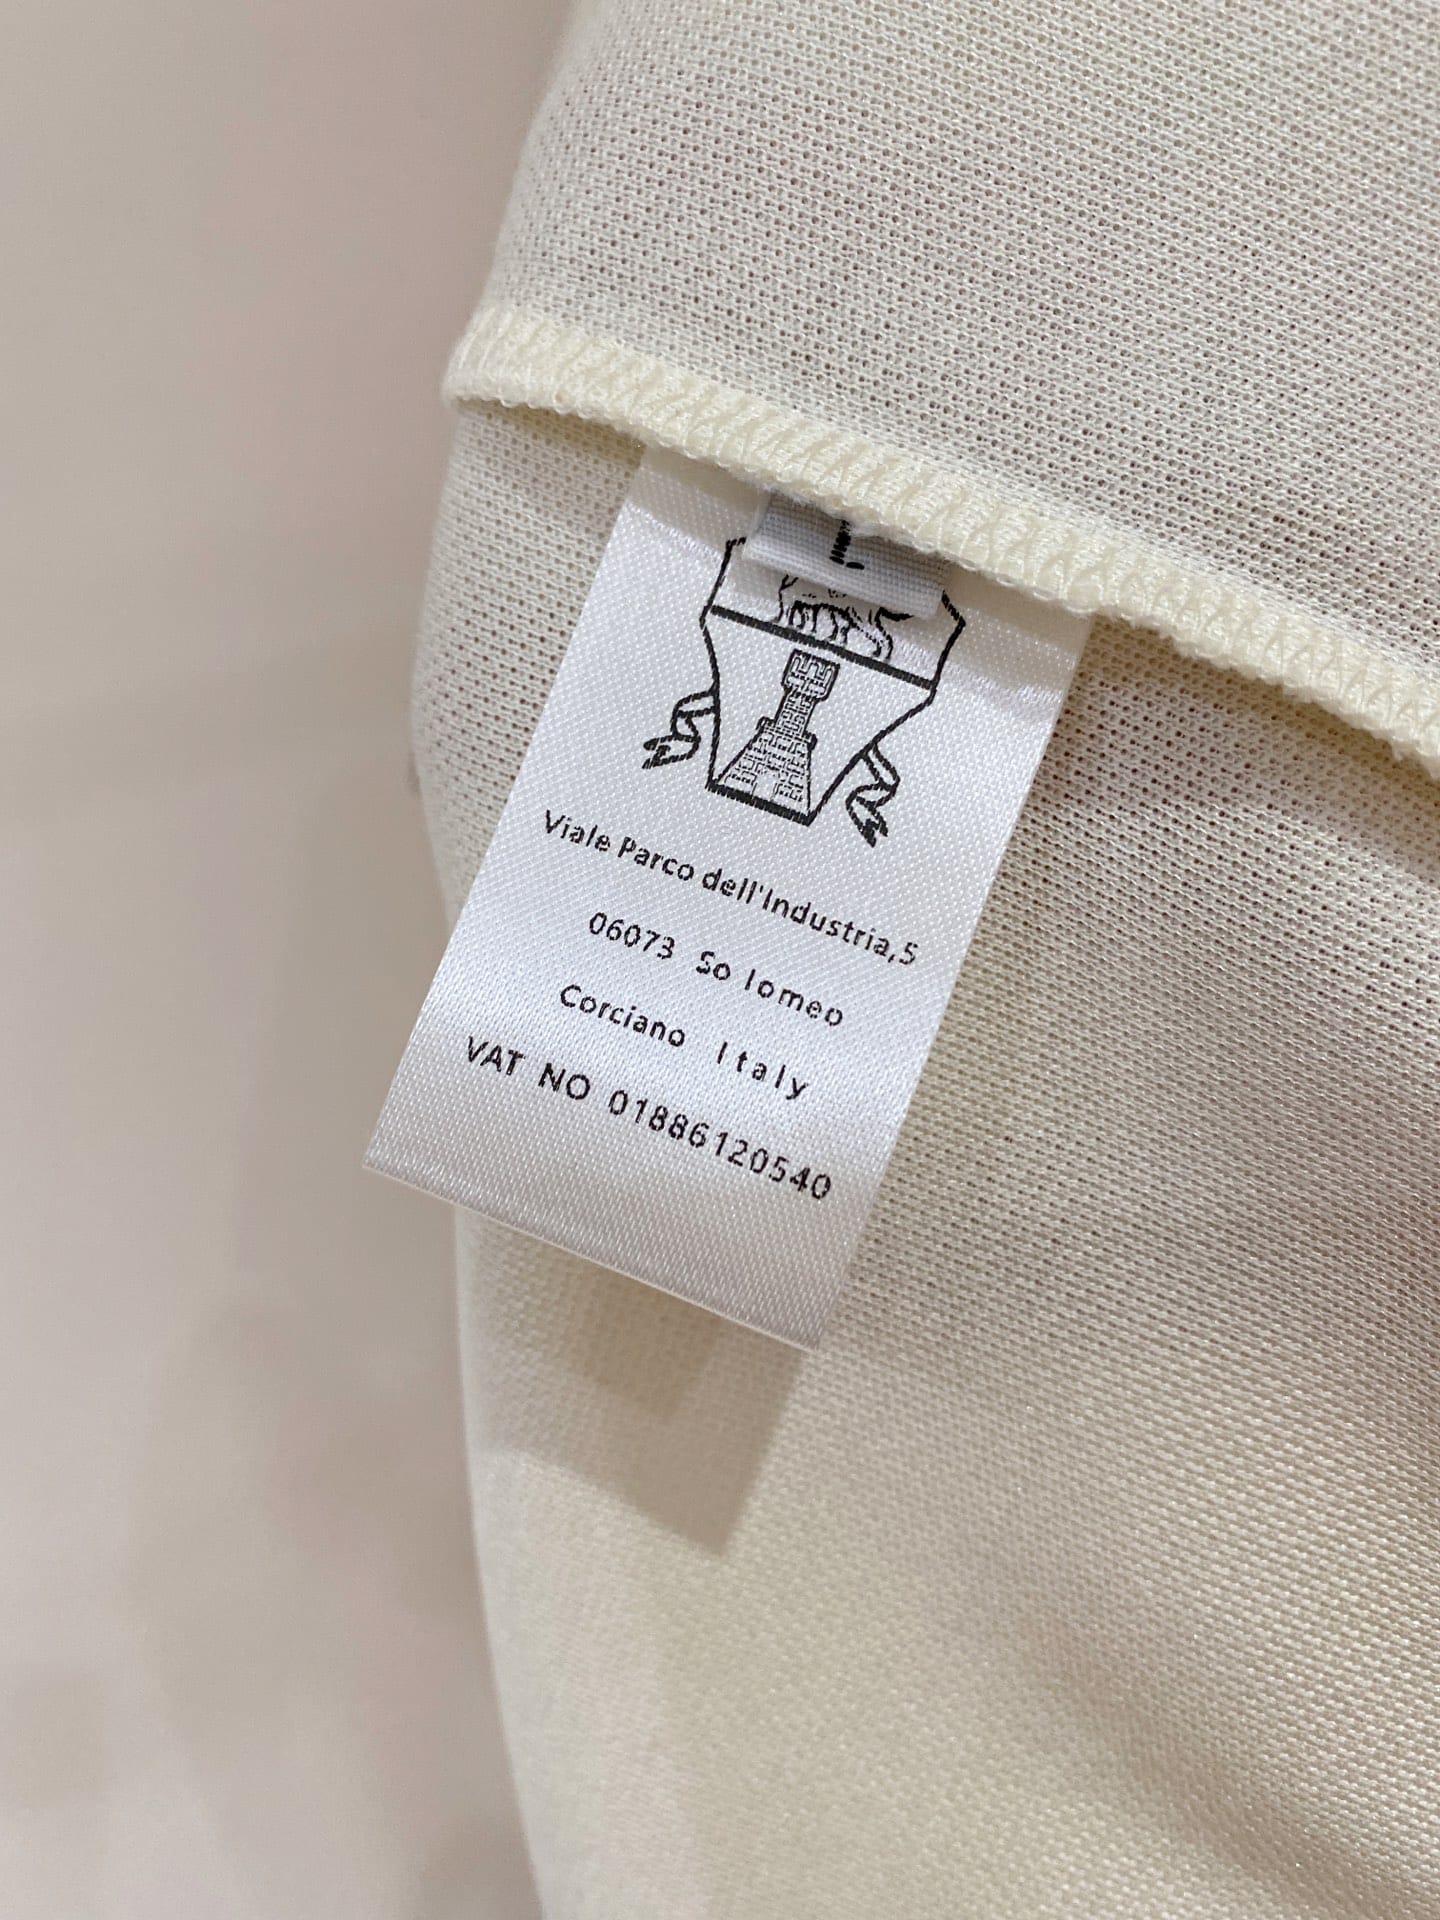 Viale Parco dell'Industria,5
06073 So lomeo
Corciano Italy
VAT NO 01886120540